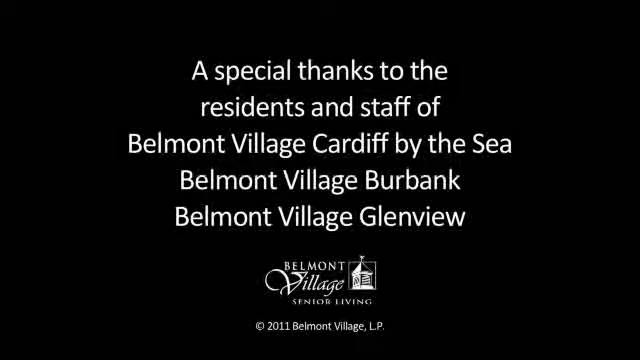 A special thanks to the
residents and staff of
Belmont Village Cardiff by the Sea
Belmont Village Burbank
Belmont Village Glenview
BELMONT
Village
SENIOR LIVING
© 2011 Belmont Village, L.P.